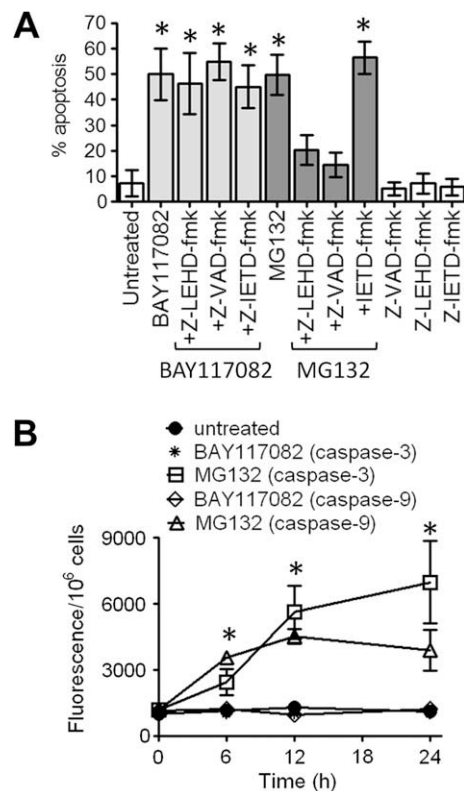 A
% apoptosis
70
60
50
40
30
20
10
0
* * * * * *
Untreated
BAY117082
+Z-LEHD-fmk
+Z-VAD-fmk
+Z-IETD-fmk
MG132
+Z-LEHD-fmk
+Z-VAD-fmk
+IETD-fmk
Z-VAD-fmk
Z-LEHD-fmk
Z-IETD-fmk
BAY117082 MG132
B
untreated
BAY117082 (caspase-3)
MG132 (caspase-3)
BAY117082 (caspase-9)
MG132 (caspase-9)
Fluorescence/10⁶ cells
9000
6000
3000
0
* * *
0 6 12 18 24
Time (h)